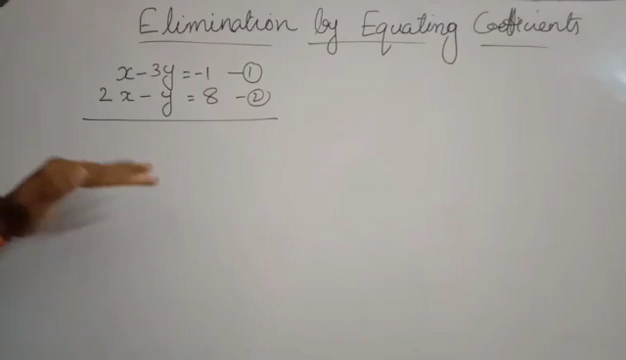 Elimination by Equating Coefficients
x - 3y = -1 - ①
2x - y = 8 - ②